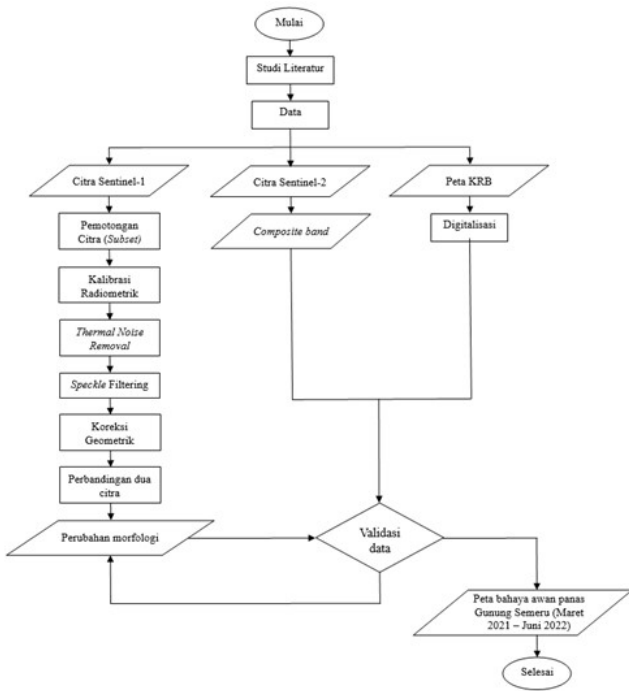 Mulai
Studi Literatur
Data
Citra Sentinel-1
Citra Sentinel-2
Peta KRB
Pemotongan
Citra (Subset)
Composite band
Digitalisasi
Kalibrasi
Radiometrik
Thermal Noise
Removal
Speckle Filtering
Koreksi
Geometrik
Perbandingan dua
citra
Perubahan morfologi
Validasi
data
Peta bahaya awan panas
Gunung Semeru (Maret
2021 – Juni 2022)
Selesai